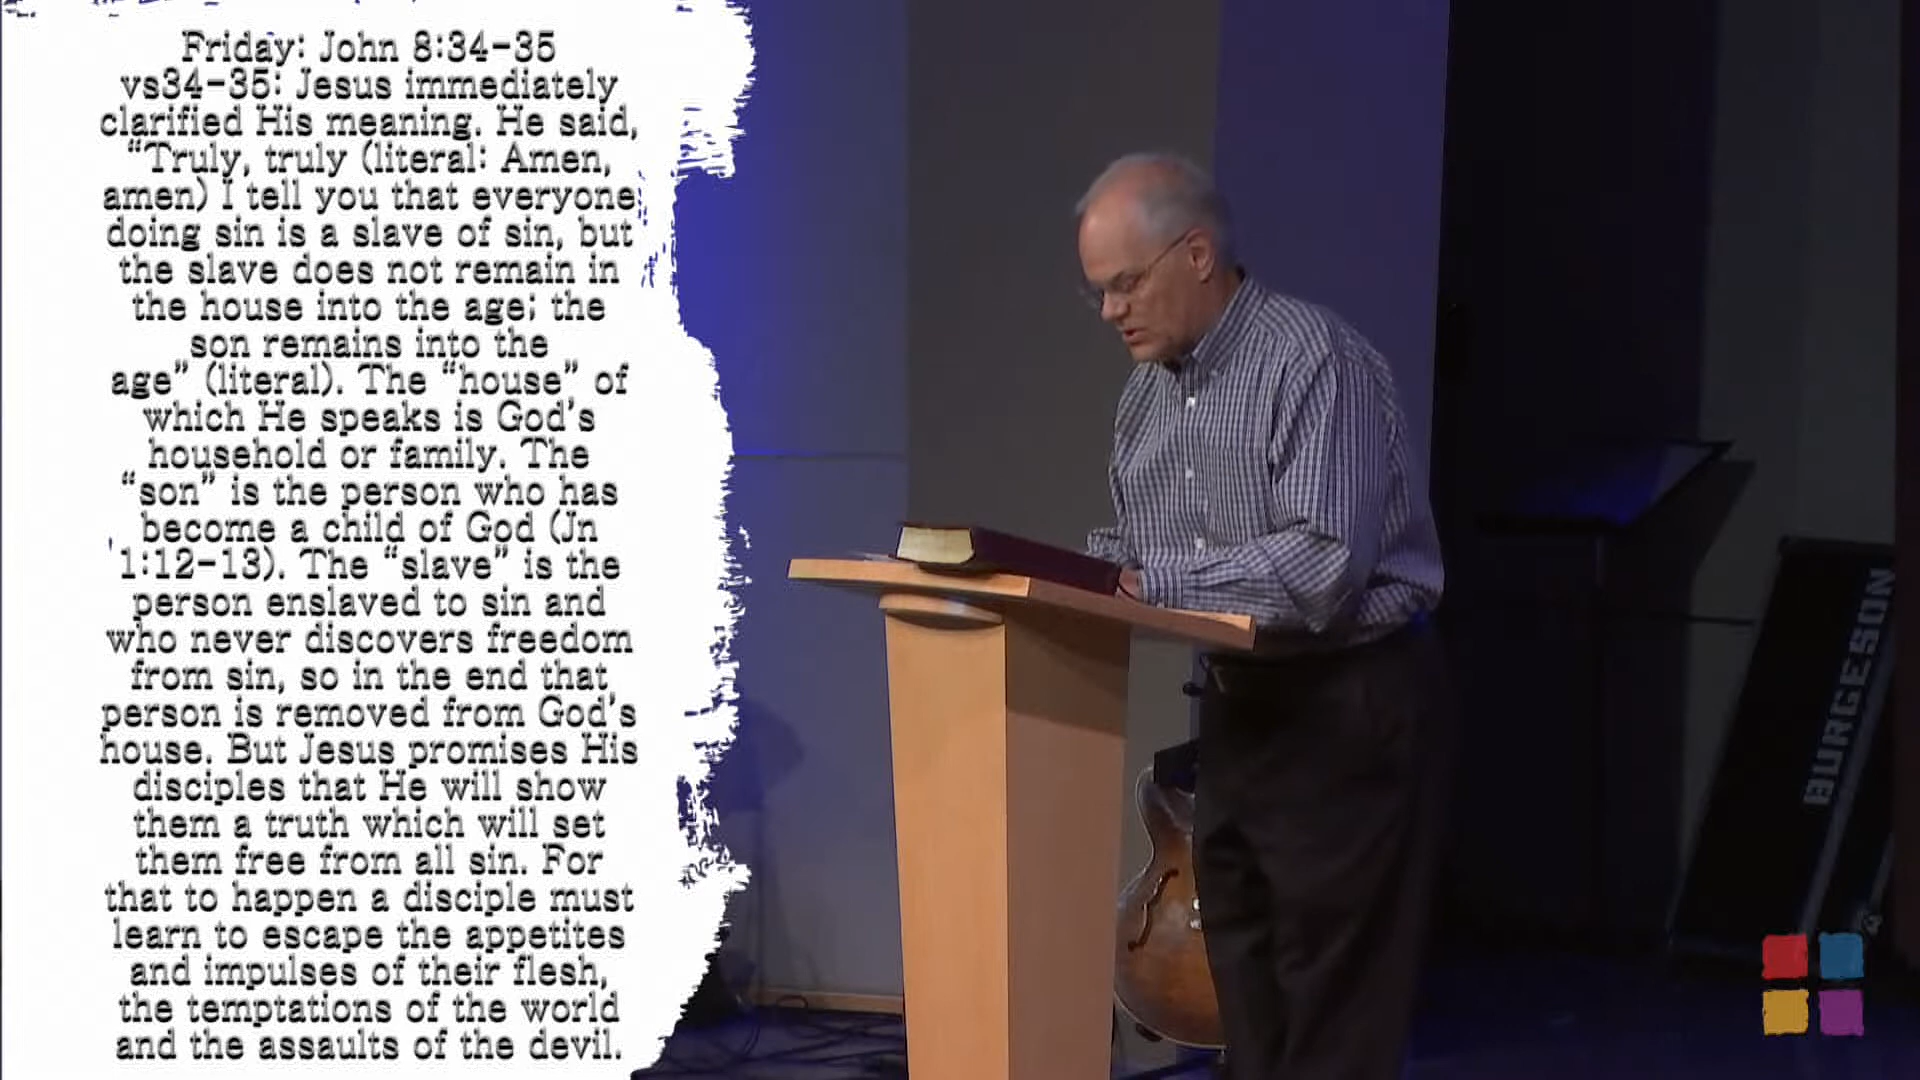 Friday: John 8:34-35
vs34-35: Jesus immediately
clarified His meaning. He said,
“Truly, truly (literal: Amen,
amen) I tell you that everyone
doing sin is a slave of sin, but
the slave does not remain in
the house into the age; the
son remains into the
age” (literal). The “house” of
which He speaks is God’s
household or family. The
“son” is the person who has
become a child of God (Jn
1:12-13). The “slave” is the
person enslaved to sin and
who never discovers freedom
from sin, so in the end that
person is removed from God’s
house. But Jesus promises His
disciples that He will show
them a truth which will set
them free from all sin. For
that to happen a disciple must
learn to escape the appetites
and impulses of their flesh,
the temptations of the world
and the assaults of the devil.
BURGESON